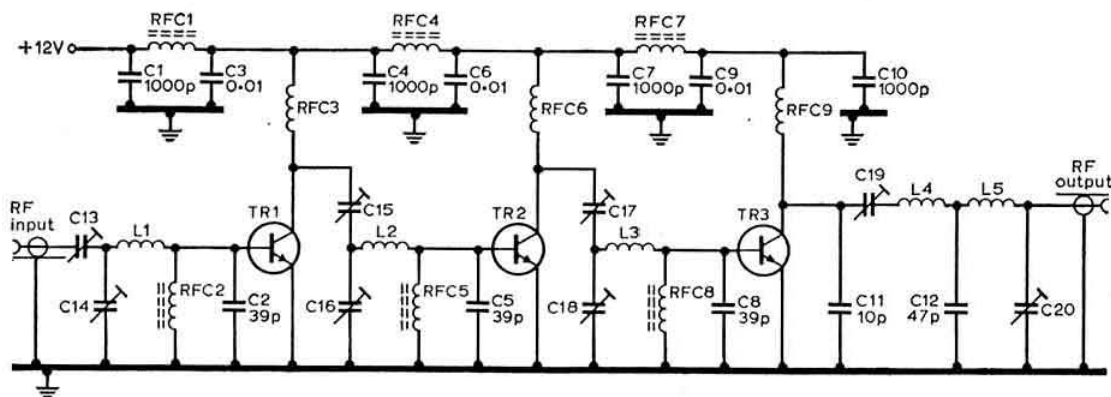 RFC1
RFC4
RFC7
+12V
C1
1000p
C3
0·01
C4
1000p
C6
0·01
C7
1000p
C9
0·01
C10
1000p
RFC3
RFC6
RFC9
RF
input
C13
L1
TR1
C15
L2
TR2
C17
L3
TR3
C19
L4
L5
RF
output
C14
RFC2
C2
39p
C16
RFC5
C5
39p
C18
RFC8
C8
39p
C11
10p
C12
47p
C20